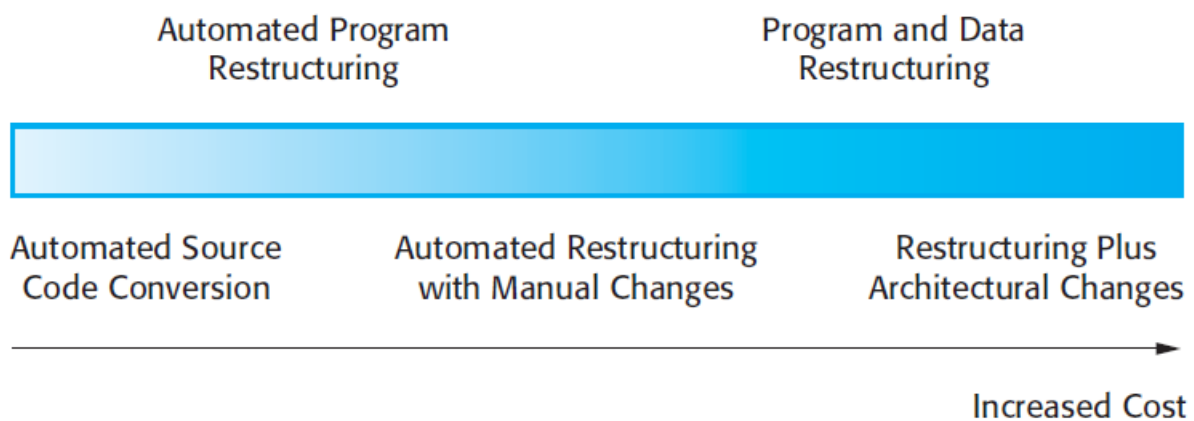 Automated Program
Restructuring
Program and Data
Restructuring
Automated Source
Code Conversion
Automated Restructuring
with Manual Changes
Restructuring Plus
Architectural Changes
Increased Cost